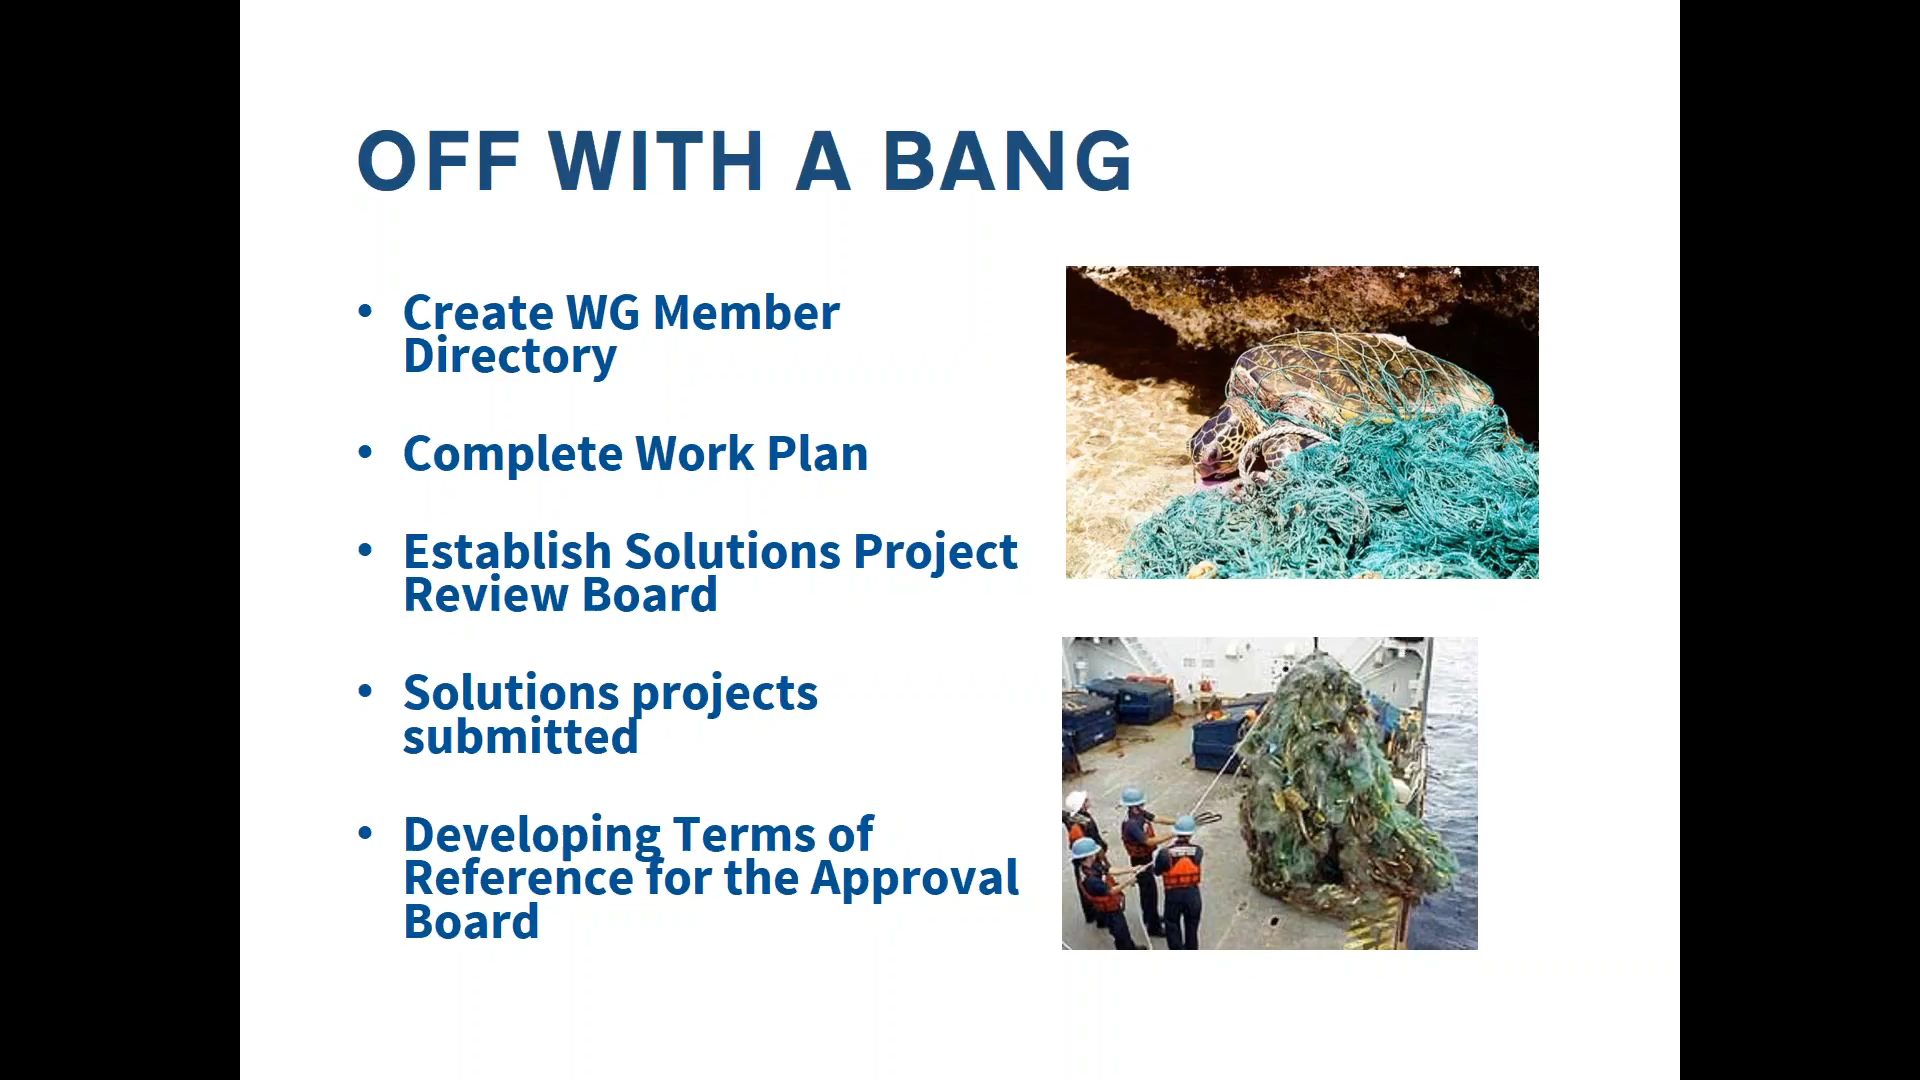 OFF WITH A BANG
• Create WG Member
Directory
• Complete Work Plan
• Establish Solutions Project
Review Board
• Solutions projects
submitted
• Developing Terms of
Reference for the Approval
Board